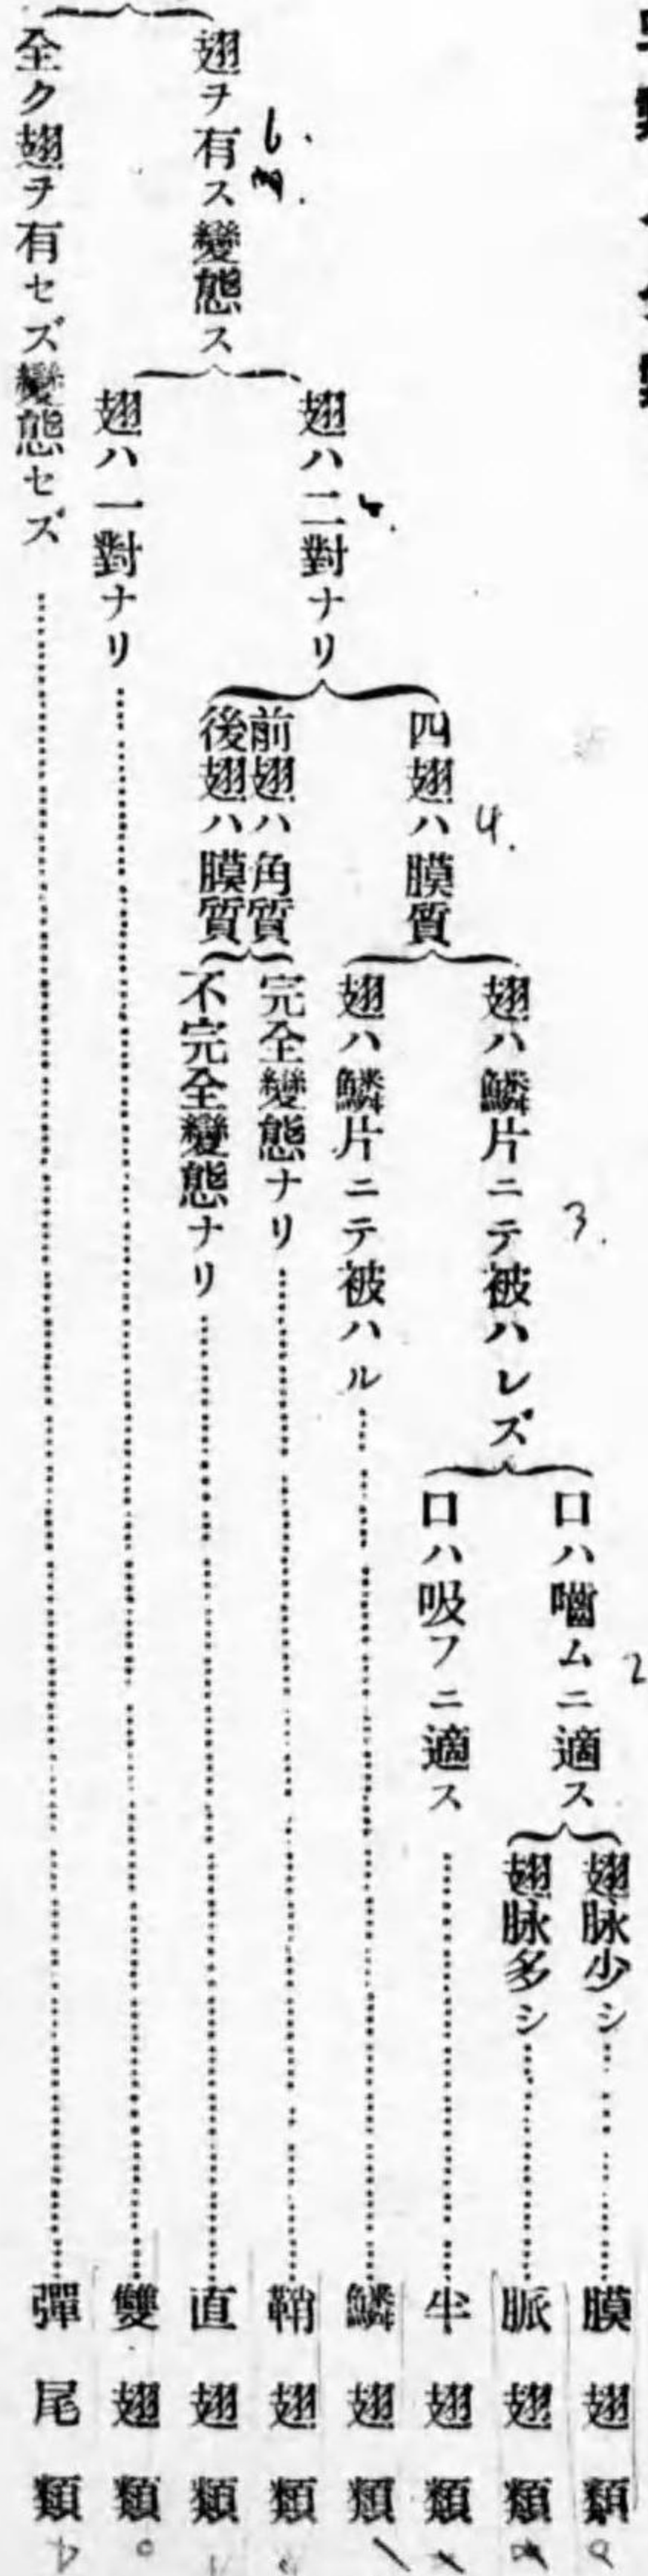 翅ヲ有ス變態ス
翅ハ二對ナリ
四翅ハ膜質
翅ハ鱗片ニテ被ハレズ
口ハ嚙ムニ適ス
翅脉少シ
膜翅類
翅脉多シ
脈翅類
口ハ吸フニ適ス
半翅類
翅ハ鱗片ニテ被ハル
鱗翅類
前翅ハ角質
後翅ハ膜質
完全變態ナリ
鞘翅類
不完全變態ナリ
直翅類
翅ハ一對ナリ
雙翅類
全ク翅ヲ有セズ變態セズ
彈尾類
2
3.
4.
6.